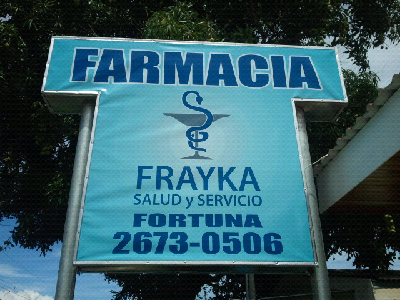 FARMACIA
FRAYKA
SALUD y SERVICIO
FORTUNA
2673-0506